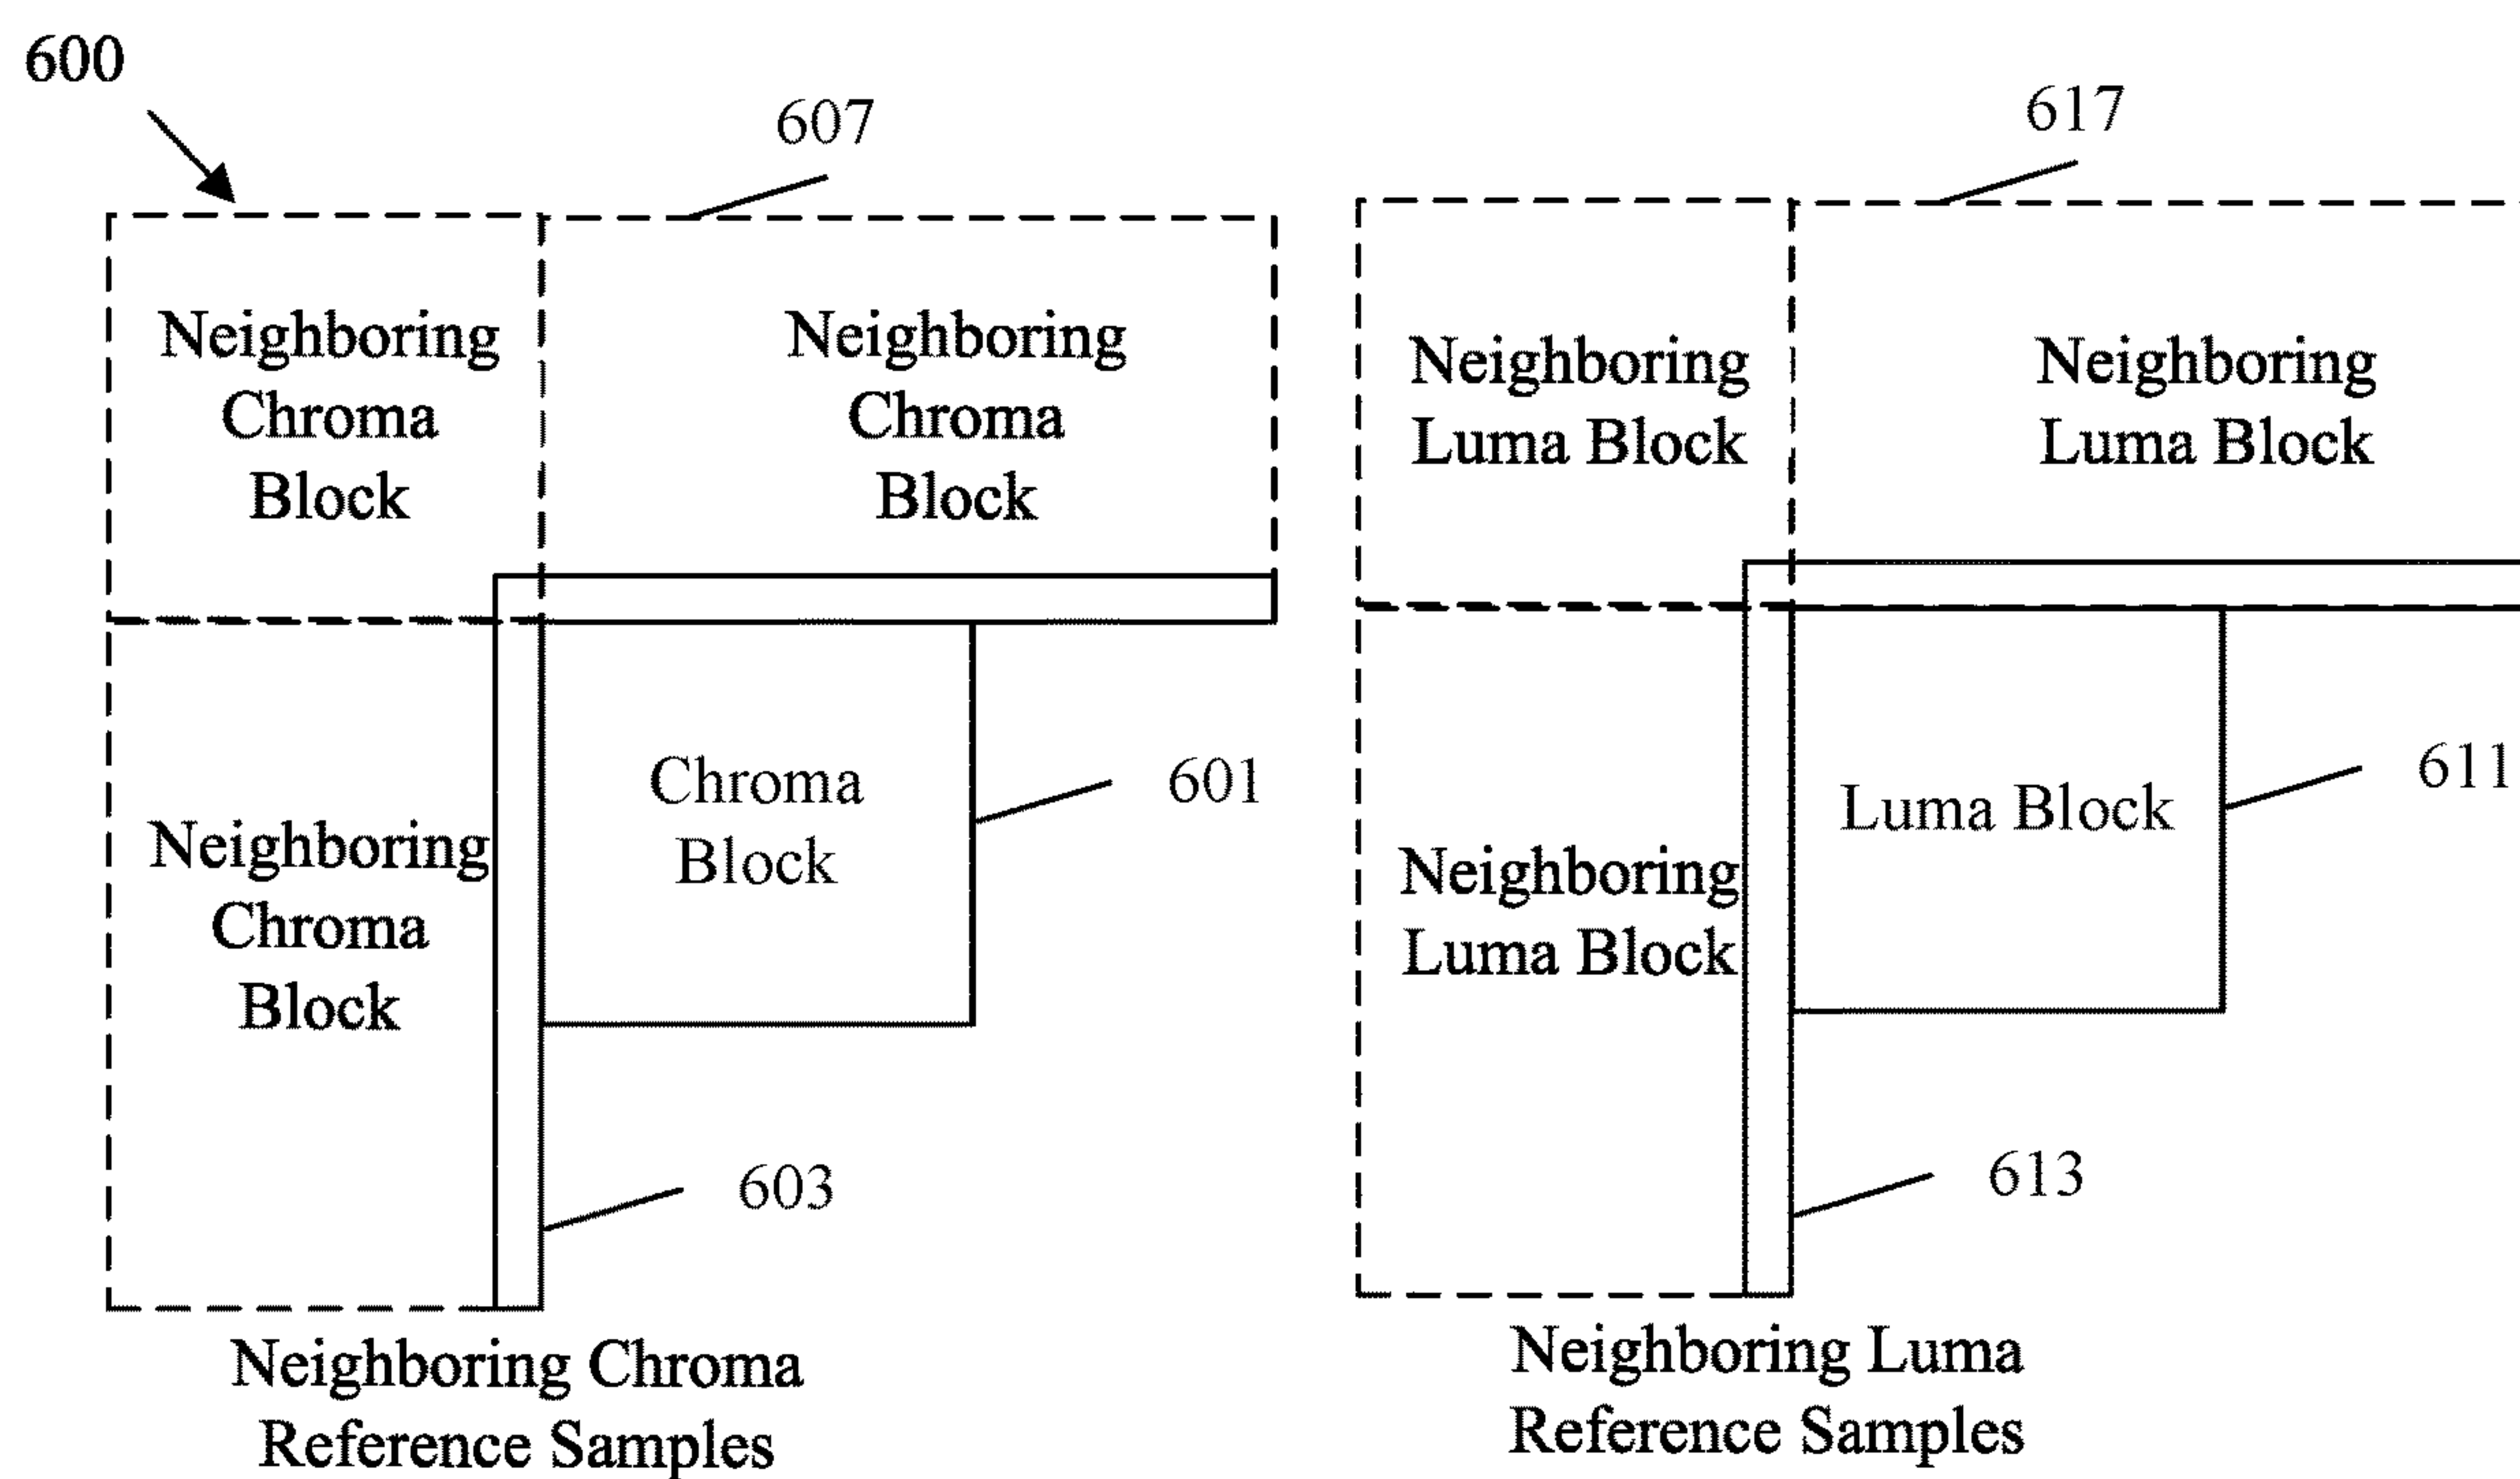 600
607
617
Neighboring
Chroma
Block
Neighboring
Chroma
Block
Neighboring
Luma Block
Neighboring
Luma Block
Neighboring
Chroma
Block
Chroma
Block
601
603
Neighboring
Luma Block
Luma Block
611
613
Neighboring Chroma
Reference Samples
Neighboring Luma
Reference Samples